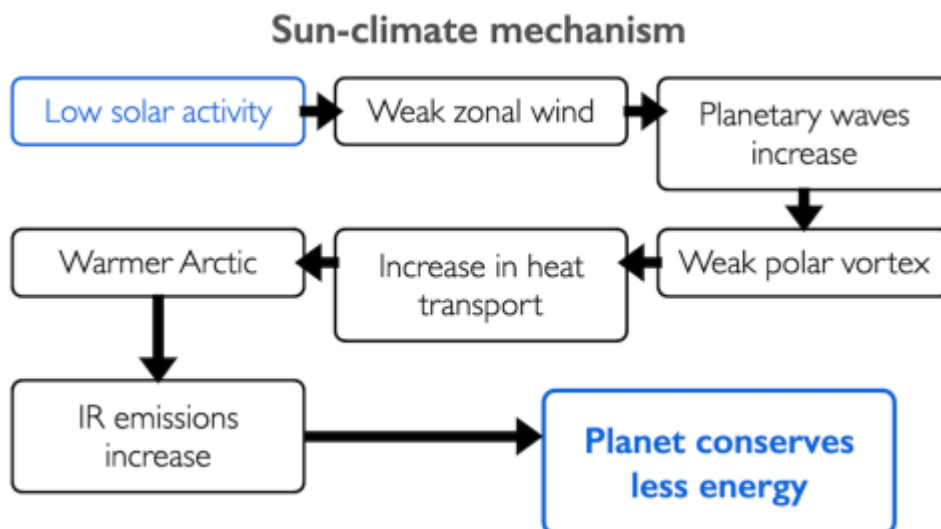 Sun-climate mechanism
Low solar activity
Weak zonal wind
Planetary waves
increase
Weak polar vortex
Increase in heat
transport
Warmer Arctic
IR emissions
increase
Planet conserves
less energy